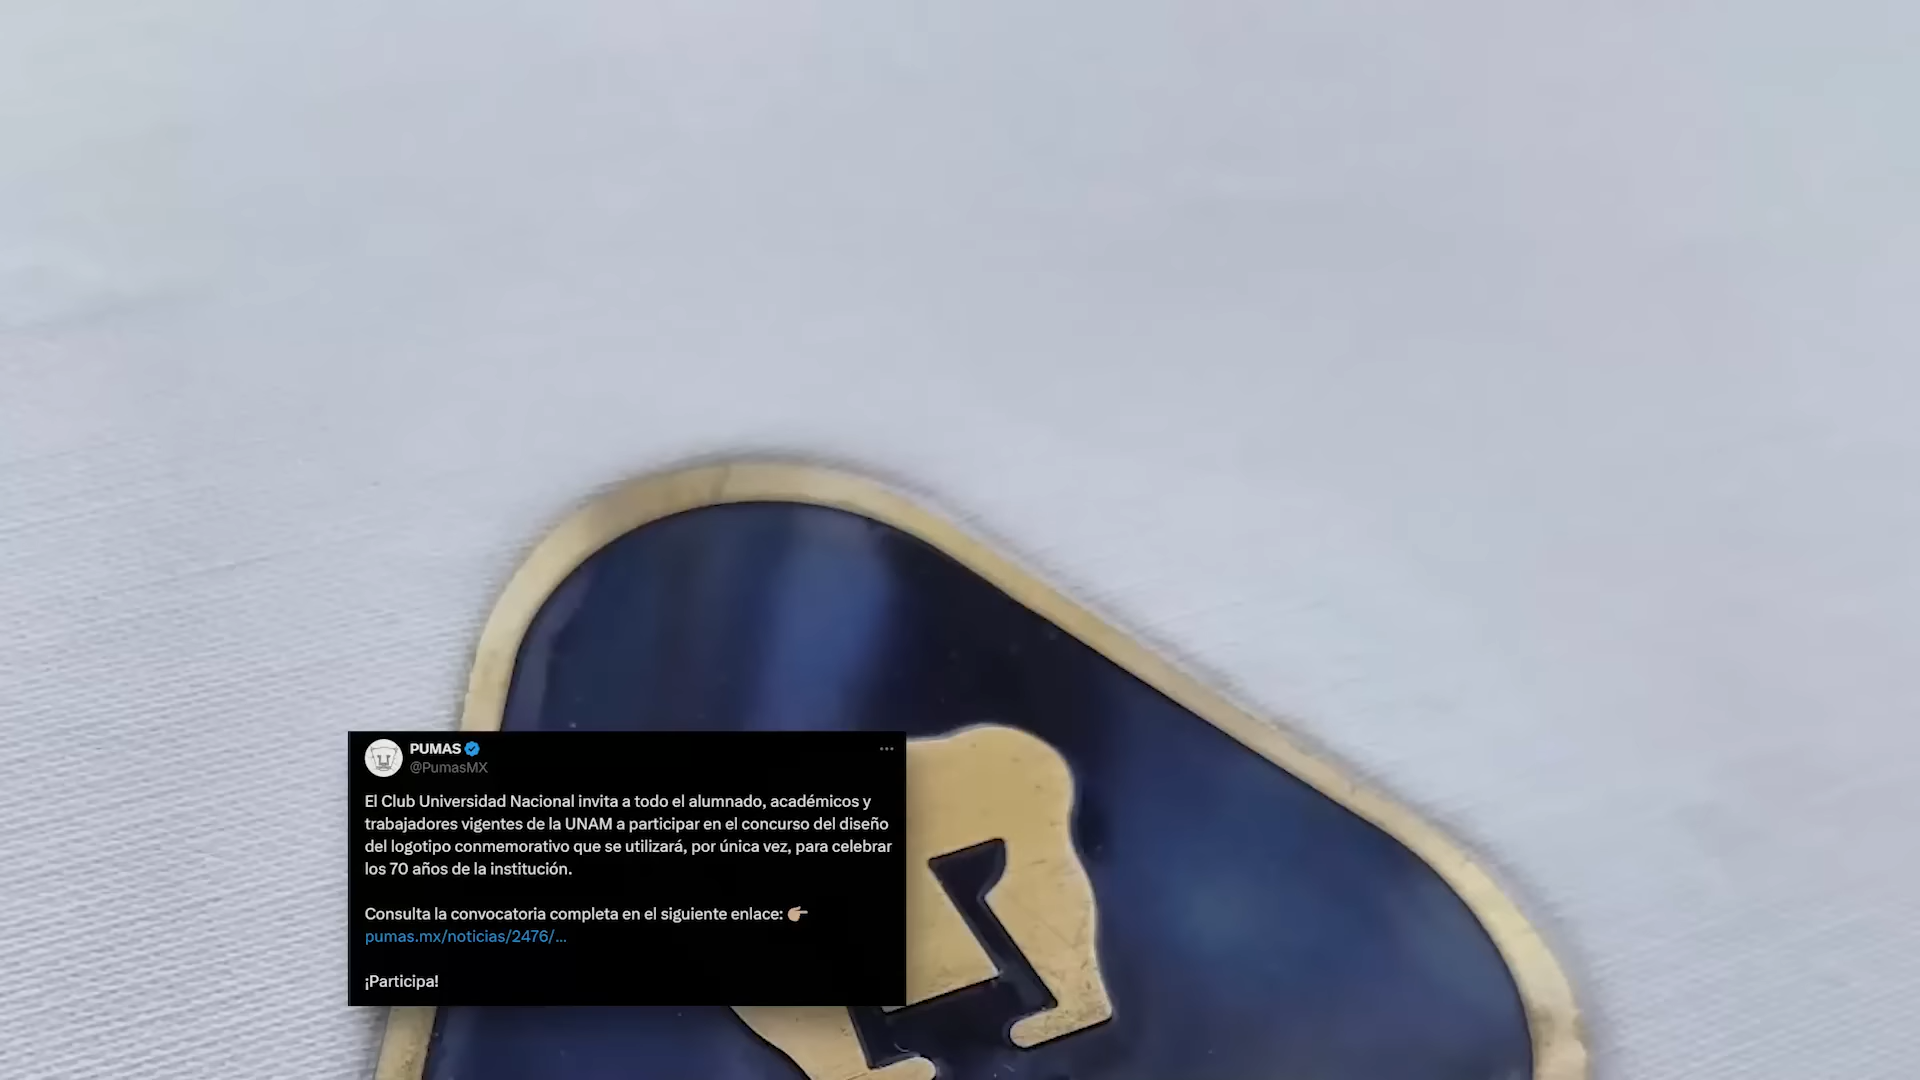 PUMAS
@PumasMX
El Club Universidad Nacional invita a todo el alumnado, académicos y
trabajadores vigentes de la UNAM a participar en el concurso del diseño
del logotipo conmemorativo que se utilizará, por única vez, para celebrar
los 70 años de la institución.
Consulta la convocatoria completa en el siguiente enlace: 👉🏼
pumas.mx/noticias/2476/...
¡Participa!